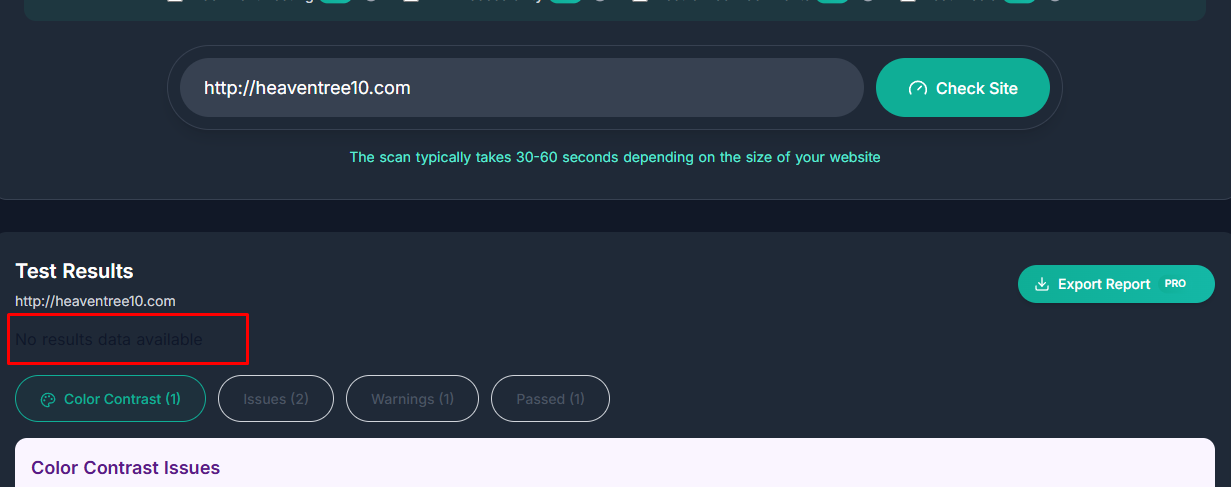 http://heaventree10.com
Check Site
The scan typically takes 30-60 seconds depending on the size of your website
Test Results
Export Report PRO
http://heaventree10.com
No results data available
Color Contrast (1) Issues (2) Warnings (1) Passed (1)
Color Contrast Issues